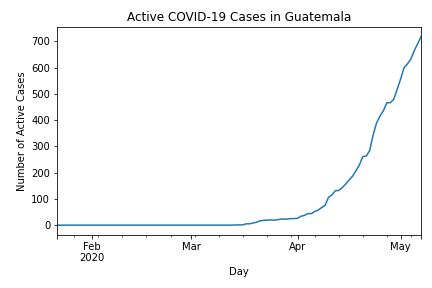 Active COVID-19 Cases in Guatemala
Number of Active Cases
700
600
500
400
300
200
100
0
Feb
2020
Mar
Apr
May
Day